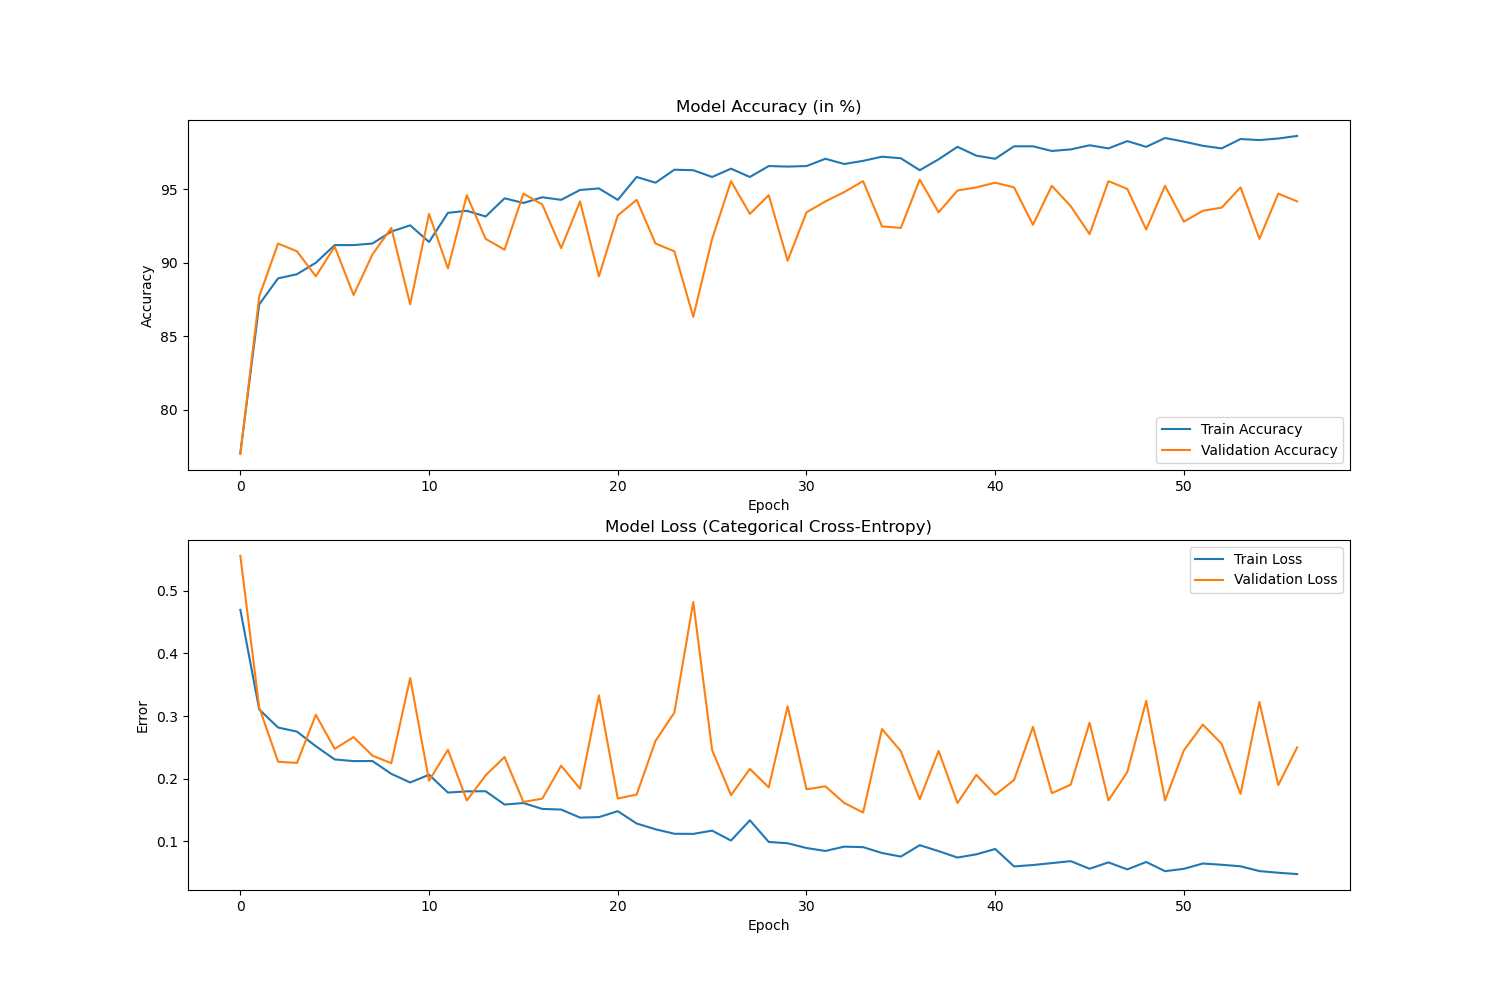 Model Accuracy (in %)
95
90
85
80
Accuracy
Train Accuracy
Validation Accuracy
0 10 20 30 40 50
Epoch
Model Loss (Categorical Cross-Entropy)
0.5
0.4
0.3
0.2
0.1
Error
Train Loss
Validation Loss
0 10 20 30 40 50
Epoch